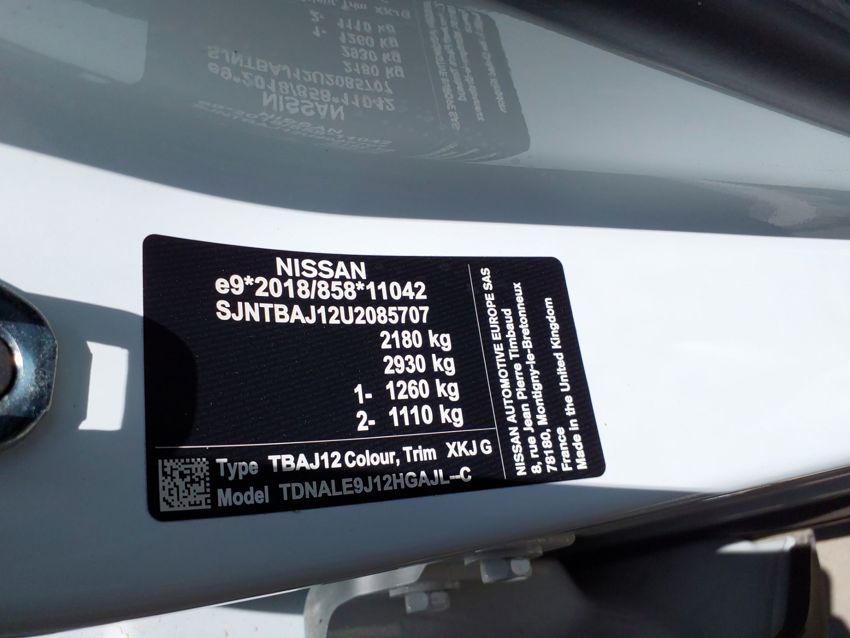 NISSAN
e9*2018/858*11042
SJNTBAJ12U2085707
2180 kg
2930 kg
1- 1260 kg
2- 1110 kg
Type TBAJ12 Colour, Trim XKJ G
Model TDNALE9J12HGAJL--C
NISSAN AUTOMOTIVE EUROPE SAS
8, rue Jean Pierre Timbaud
78180, Montigny-le-Bretonneux
France
Made in the United Kingdom